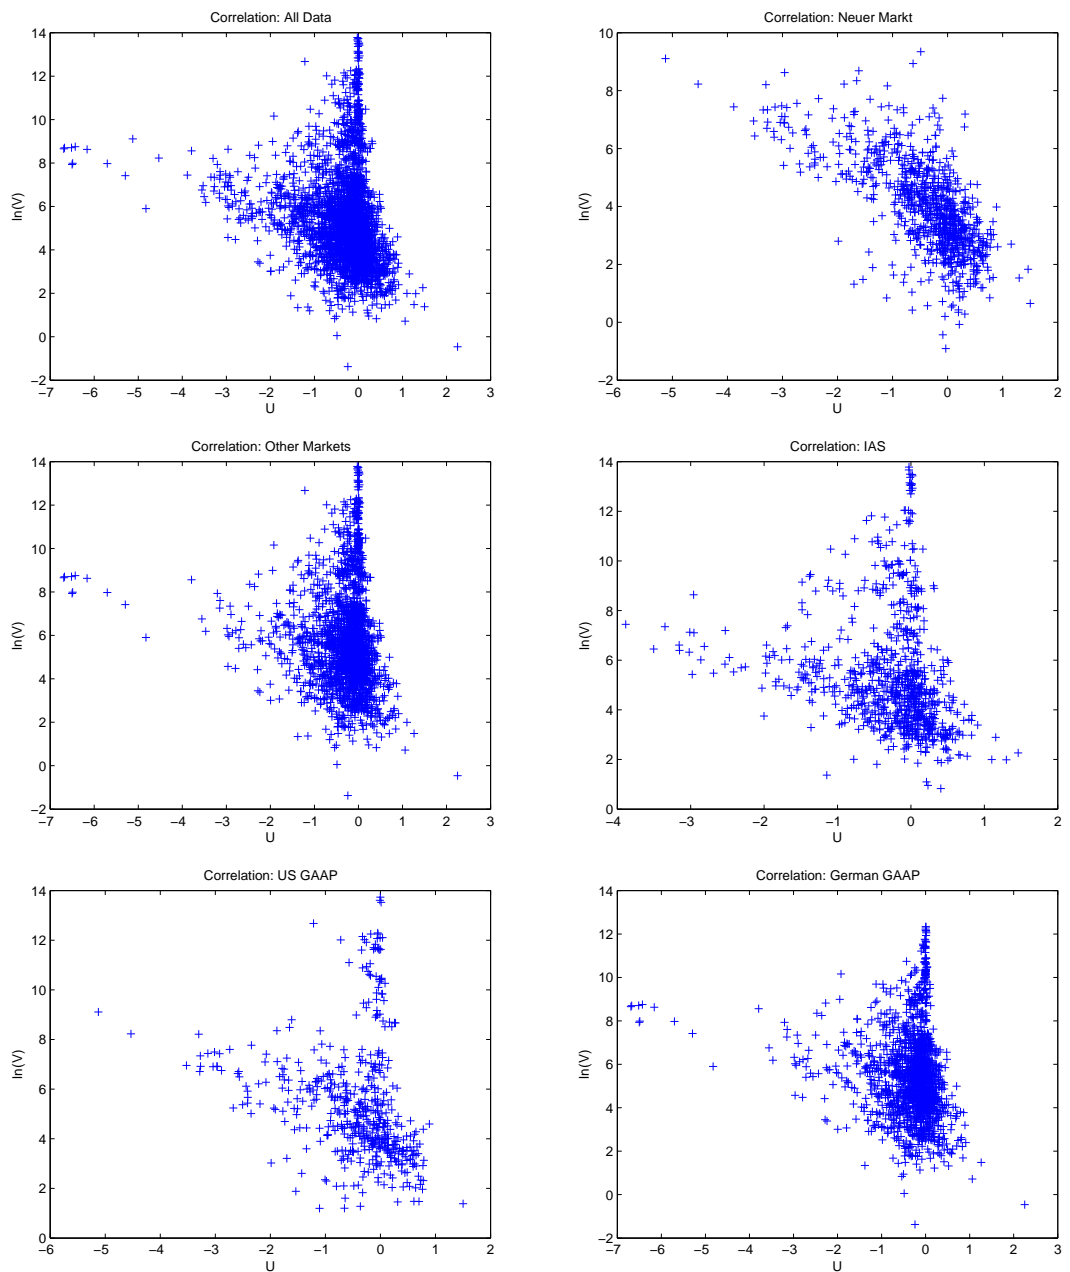 Correlation: All Data
14
12
10
8
6
4
2
0
−2
−7 −6 −5 −4 −3 −2 −1 0 1 2 3
U
ln(V)
Correlation: Neuer Markt
10
8
6
4
2
0
−2
−6 −5 −4 −3 −2 −1 0 1 2
U
ln(V)
Correlation: Other Markets
14
12
10
8
6
4
2
0
−2
−7 −6 −5 −4 −3 −2 −1 0 1 2 3
U
ln(V)
Correlation: IAS
14
12
10
8
6
4
2
0
−4 −3 −2 −1 0 1 2
U
ln(V)
Correlation: US GAAP
14
12
10
8
6
4
2
0
−6 −5 −4 −3 −2 −1 0 1 2
U
ln(V)
Correlation: German GAAP
14
12
10
8
6
4
2
0
−2
−7 −6 −5 −4 −3 −2 −1 0 1 2 3
U
ln(V)